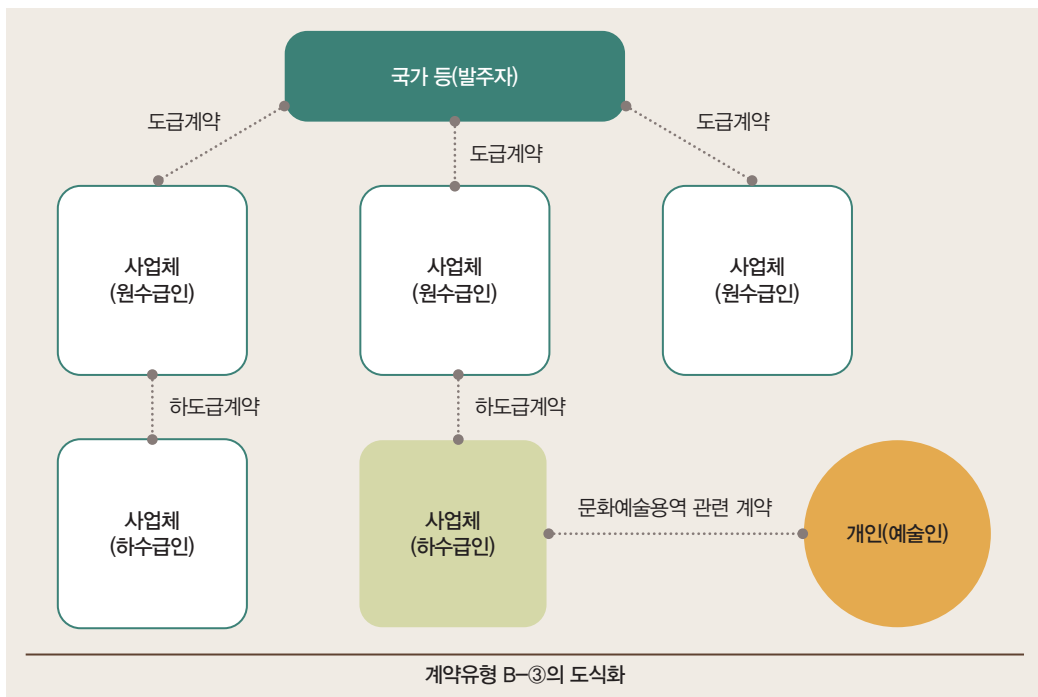 국가 등(발주자)
도급계약
도급계약
도급계약
사업체
(원수급인)
사업체
(원수급인)
사업체
(원수급인)
하도급계약
하도급계약
사업체
(하수급인)
사업체
(하수급인)
문화예술용역 관련 계약
개인(예술인)
계약유형 B-③의 도식화